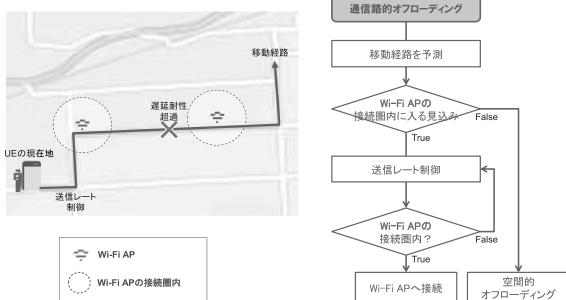 移動経路
遅延耐性
超過
UEの現在地
送信レート
制御
Wi-Fi AP
Wi-Fi APの接続圏内
通信路的オフローディング
移動経路を予測
Wi-Fi APの
接続圏内に入る見込み
False
True
送信レート制御
Wi-Fi APの
接続圏内？
False
True
Wi-Fi APへ接続
空間的
オフローディング